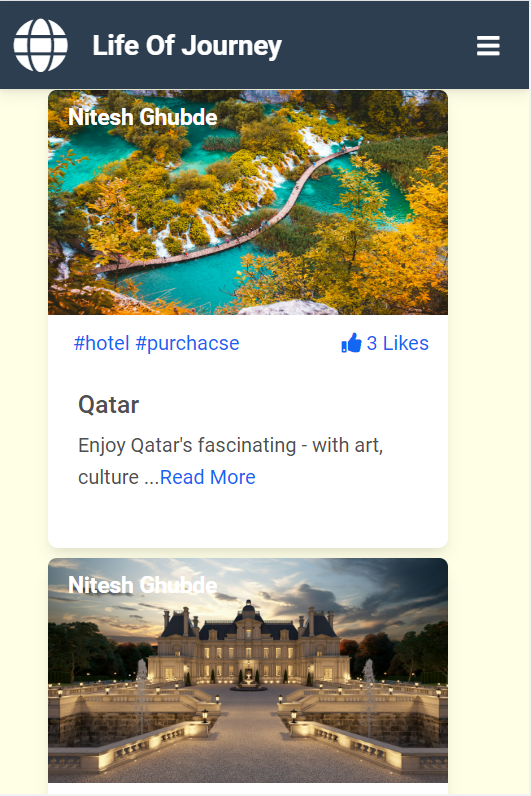 Life Of Journey
Nitesh Ghubde
#hotel #purchacse
3 Likes
Qatar
Enjoy Qatar's fascinating - with art,
culture ...Read More
Nitesh Ghubde